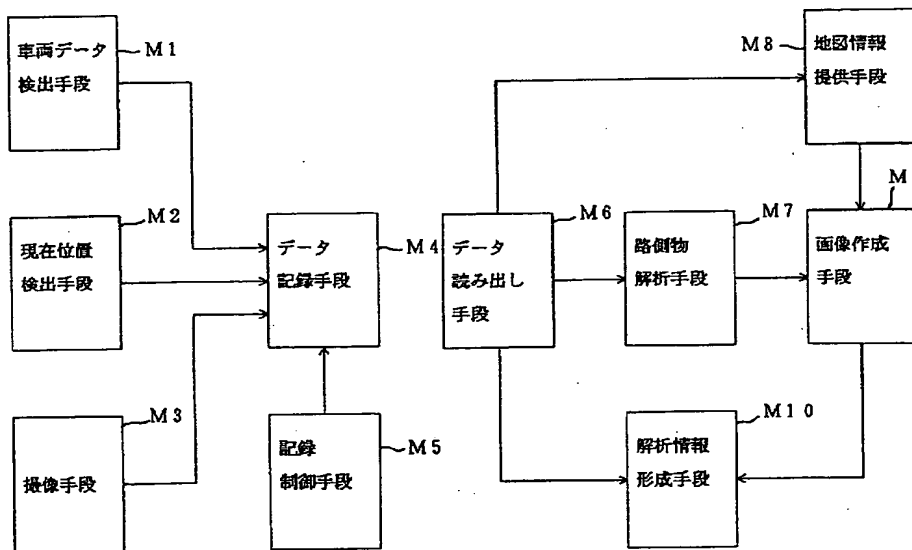 車両データ
検出手段
M1
現在位置
検出手段
M2
撮像手段
M3
データ
記録手段
M4
記録
制御手段
M5
データ
読み出し
手段
M6
路側物
解析手段
M7
地図情報
提供手段
M8
画像作成
手段
M
解析情報
形成手段
M10